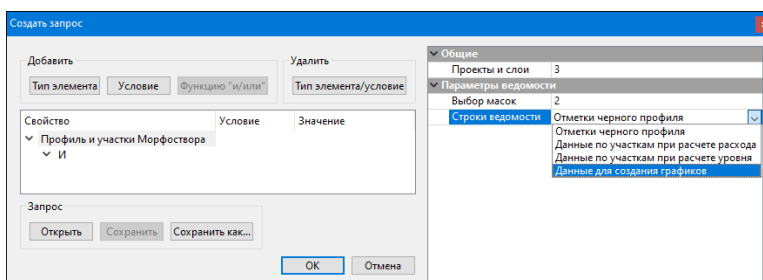 Создать запрос
Добавить
Тип элемента Условие Функцию "и/или"
Удалить
Тип элемента/условие
Свойство Условие Значение
Профиль и участки Морфоствора
И
Запрос
Открыть Сохранить Сохранить как...
ОК Отмена
Общие
Проекты и слои 3
Параметры ведомости
Выбор масок 2
Строки ведомости Отметки черного профиля
Отметки черного профиля
Данные по участкам при расчете расхода
Данные по участкам при расчете уровня
Данные для создания графиков